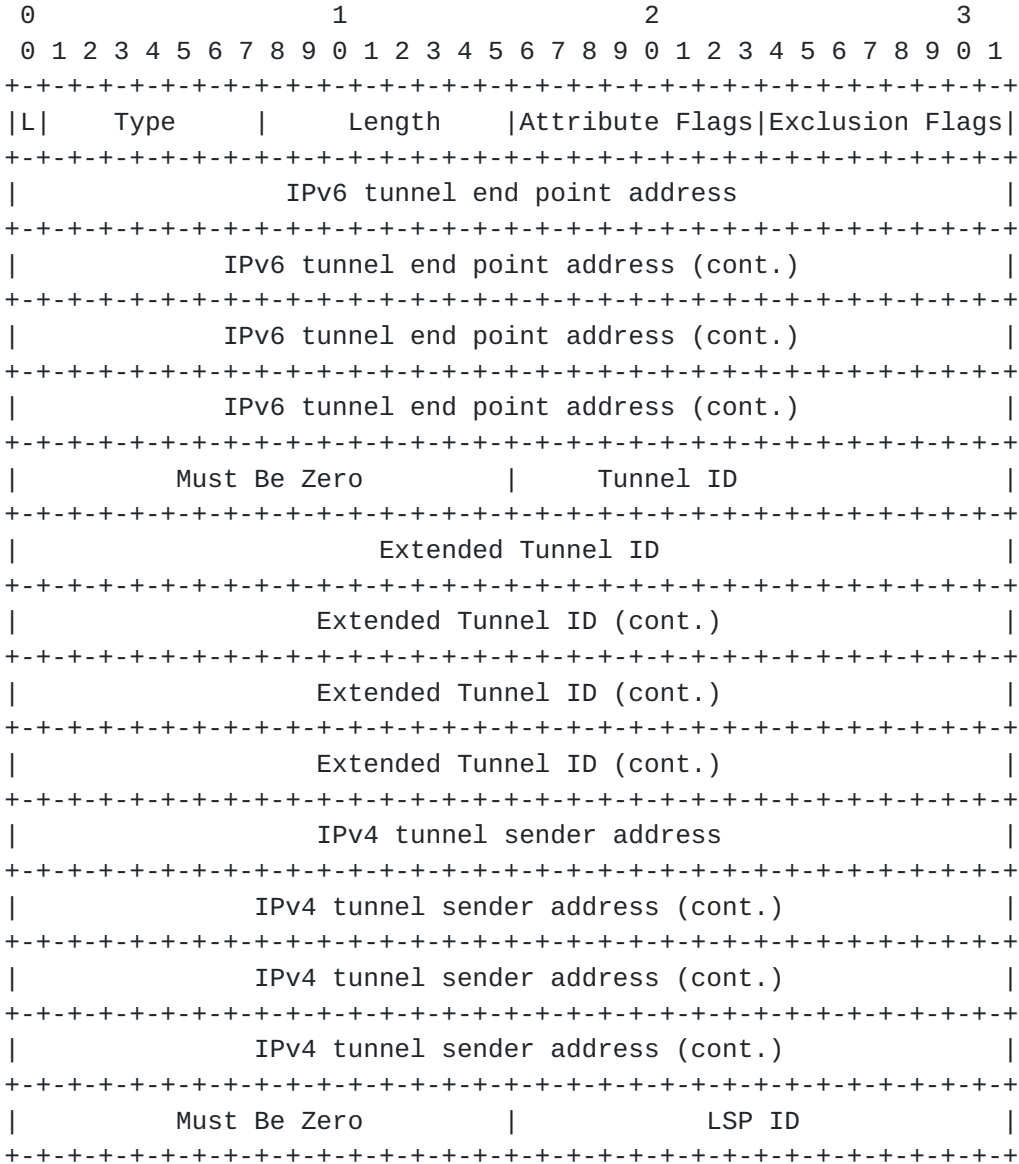 0                   1                   2                   3
 0 1 2 3 4 5 6 7 8 9 0 1 2 3 4 5 6 7 8 9 0 1 2 3 4 5 6 7 8 9 0 1
+-+-+-+-+-+-+-+-+-+-+-+-+-+-+-+-+-+-+-+-+-+-+-+-+-+-+-+-+-+-+-+-+
|L|    Type     |     Length    |Attribute Flags|Exclusion Flags|
+-+-+-+-+-+-+-+-+-+-+-+-+-+-+-+-+-+-+-+-+-+-+-+-+-+-+-+-+-+-+-+-+
|                 IPv6 tunnel end point address                 |
+-+-+-+-+-+-+-+-+-+-+-+-+-+-+-+-+-+-+-+-+-+-+-+-+-+-+-+-+-+-+-+-+
|             IPv6 tunnel end point address (cont.)             |
+-+-+-+-+-+-+-+-+-+-+-+-+-+-+-+-+-+-+-+-+-+-+-+-+-+-+-+-+-+-+-+-+
|             IPv6 tunnel end point address (cont.)             |
+-+-+-+-+-+-+-+-+-+-+-+-+-+-+-+-+-+-+-+-+-+-+-+-+-+-+-+-+-+-+-+-+
|             IPv6 tunnel end point address (cont.)             |
+-+-+-+-+-+-+-+-+-+-+-+-+-+-+-+-+-+-+-+-+-+-+-+-+-+-+-+-+-+-+-+-+
|          Must Be Zero         |     Tunnel ID                 |
+-+-+-+-+-+-+-+-+-+-+-+-+-+-+-+-+-+-+-+-+-+-+-+-+-+-+-+-+-+-+-+-+
|                       Extended Tunnel ID                      |
+-+-+-+-+-+-+-+-+-+-+-+-+-+-+-+-+-+-+-+-+-+-+-+-+-+-+-+-+-+-+-+-+
|                   Extended Tunnel ID (cont.)                  |
+-+-+-+-+-+-+-+-+-+-+-+-+-+-+-+-+-+-+-+-+-+-+-+-+-+-+-+-+-+-+-+-+
|                   Extended Tunnel ID (cont.)                  |
+-+-+-+-+-+-+-+-+-+-+-+-+-+-+-+-+-+-+-+-+-+-+-+-+-+-+-+-+-+-+-+-+
|                   Extended Tunnel ID (cont.)                  |
+-+-+-+-+-+-+-+-+-+-+-+-+-+-+-+-+-+-+-+-+-+-+-+-+-+-+-+-+-+-+-+-+
|                   IPv4 tunnel sender address                  |
+-+-+-+-+-+-+-+-+-+-+-+-+-+-+-+-+-+-+-+-+-+-+-+-+-+-+-+-+-+-+-+-+
|               IPv4 tunnel sender address (cont.)              |
+-+-+-+-+-+-+-+-+-+-+-+-+-+-+-+-+-+-+-+-+-+-+-+-+-+-+-+-+-+-+-+-+
|               IPv4 tunnel sender address (cont.)              |
+-+-+-+-+-+-+-+-+-+-+-+-+-+-+-+-+-+-+-+-+-+-+-+-+-+-+-+-+-+-+-+-+
|               IPv4 tunnel sender address (cont.)              |
+-+-+-+-+-+-+-+-+-+-+-+-+-+-+-+-+-+-+-+-+-+-+-+-+-+-+-+-+-+-+-+-+
|          Must Be Zero         |            LSP ID             |
+-+-+-+-+-+-+-+-+-+-+-+-+-+-+-+-+-+-+-+-+-+-+-+-+-+-+-+-+-+-+-+-+